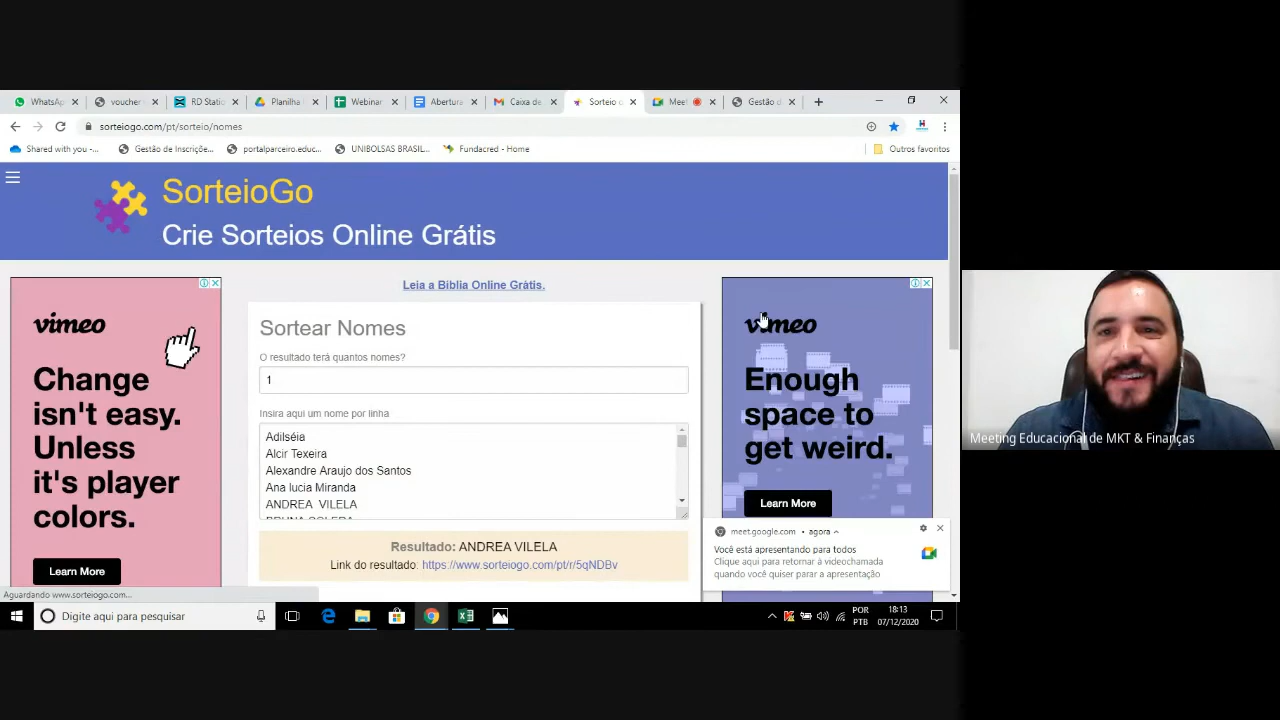 WhatsAp
voucher
RD Stati
Planilha
Webinar
Abertura
Caixa de
Sorteio
Meet
Gestão d
sorteiogo.com/pt/sorteio/nomes
Shared with you -...
Gestão de Inscriçõe...
portalparceiro.educ...
UNIBOLSAS BRASIL...
Fundacred - Home
Outros favoritos
SorteioGo
Crie Sorteios Online Grátis
Leia a Bíblia Online Grátis.
vimeo
Change
isn't easy.
Unless
it's player
colors.
Learn More
Sortear Nomes
O resultado terá quantos nomes?
1
Insira aqui um nome por linha
Adilséia
Alcir Texeira
Alexandre Araujo dos Santos
Ana lucia Miranda
ANDREA VILELA
Resultado: ANDREA VILELA
Link do resultado: https://www.sorteiogo.com/pt/r/5qNDBv
vimeo
Enough
space to
get weird.
Learn More
meet.google.com • agora
Você está apresentando para todos
Clique aqui para retornar à videochamada
quando você quiser parar a apresentação
Aguardando www.sorteiogo.com...
Digite aqui para pesquisar
POR
PTB
18:13
07/12/2020
Meeting Educacional de MKT & Finanças